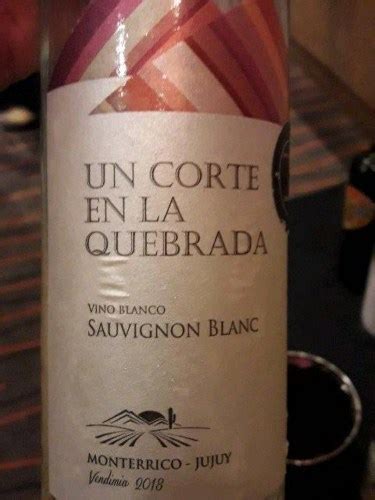 UN CORTE
EN LA
QUEBRADA
VINO BLANCO
SAUVIGNON BLANC
MONTERRICO - JUJUY
Vendimia 2018